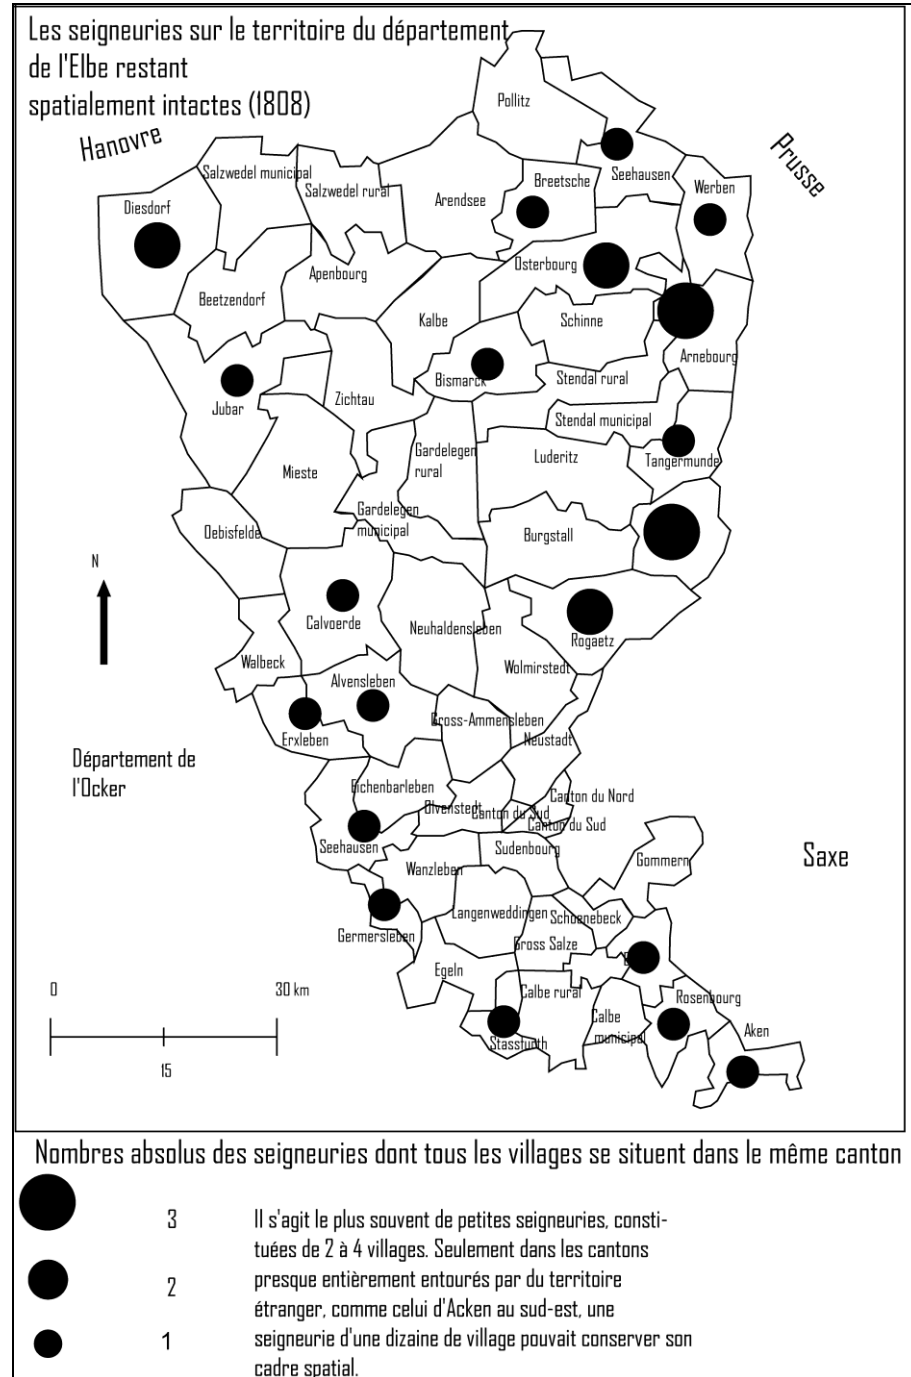 Les seigneuries sur le territoire du département
de l'Elbe restant
spatialement intactes (1808)
Hanovre
Prusse
Pollitz
Seehausen
Salzwedel municipal
Salzwedel rural
Arendsee
Breetsche
Werben
Diesdorf
Osterbourg
Beetzendorf
Apenbourg
Kalbe
Schinne
Arnebourg
Bismarck
Stendal rural
Jubar
Zichtau
Stendal municipal
Gardelegen
rural
Luderitz
Tangermunde
Mieste
Gardelegen
municipal
Oebisfelde
Burgstall
N
Calvoerde
Neuhaldensleben
Rogaetz
Walbeck
Wolmirstedt
Alvensleben
Gross-Ammensleben
Erxleben
Neustadt
Département de
l'Ocker
Eichenbarleben
Canton du Nord
Olvenstedt
Canton du Sud
Canton du Sud
Seehausen
Sudenbourg
Gommern
Saxe
Wanzleben
Langenweddingen
Schoenebeck
Germersleben
Gross Salze
Egeln
0
30 km
Calbe rural
Rosenbourg
Calbe
municipal
Aken
Stassfurth
15
Nombres absolus des seigneuries dont tous les villages se situent dans le même canton
3
2
1
Il s'agit le plus souvent de petites seigneuries, consti-
tuées de 2 à 4 villages. Seulement dans les cantons
presque entièrement entourés par du territoire
étranger, comme celui d'Acken au sud-est, une
seigneurie d'une dizaine de village pouvait conserver son
cadre spatial.